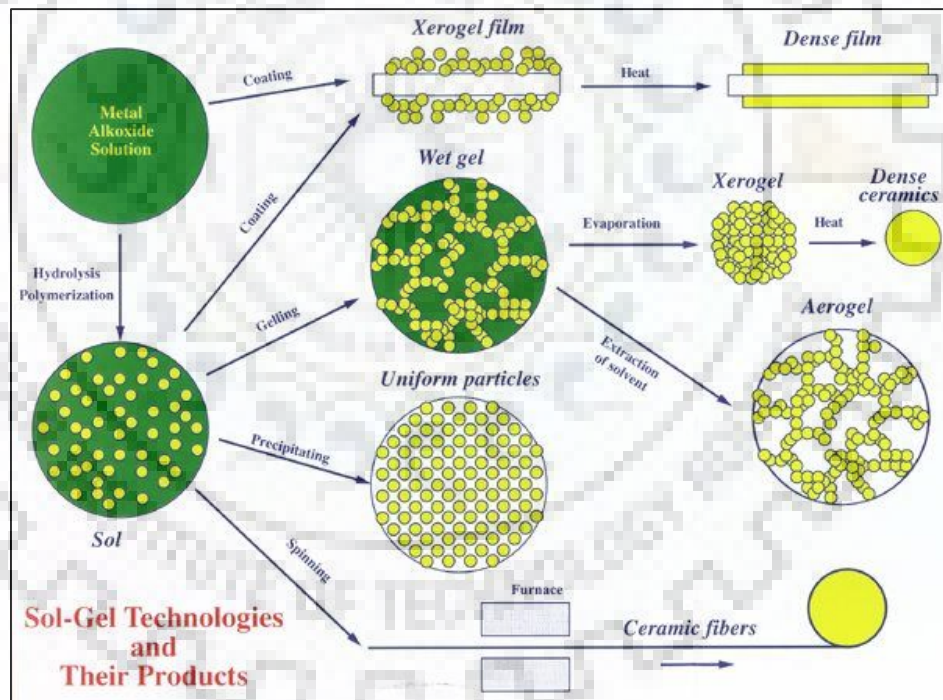 Xerogel film
Dense film
Coating
Heat
Metal
Alkoxide
Solution
Wet gel
Xerogel
Dense
ceramics
Coating
Evaporation
Heat
Hydrolysis
Polymerization
Gelling
Aerogel
Extraction
of solvent
Uniform particles
Precipitating
Sol
Spinning
Furnace
Sol-Gel Technologies
and
Their Products
Ceramic fibers